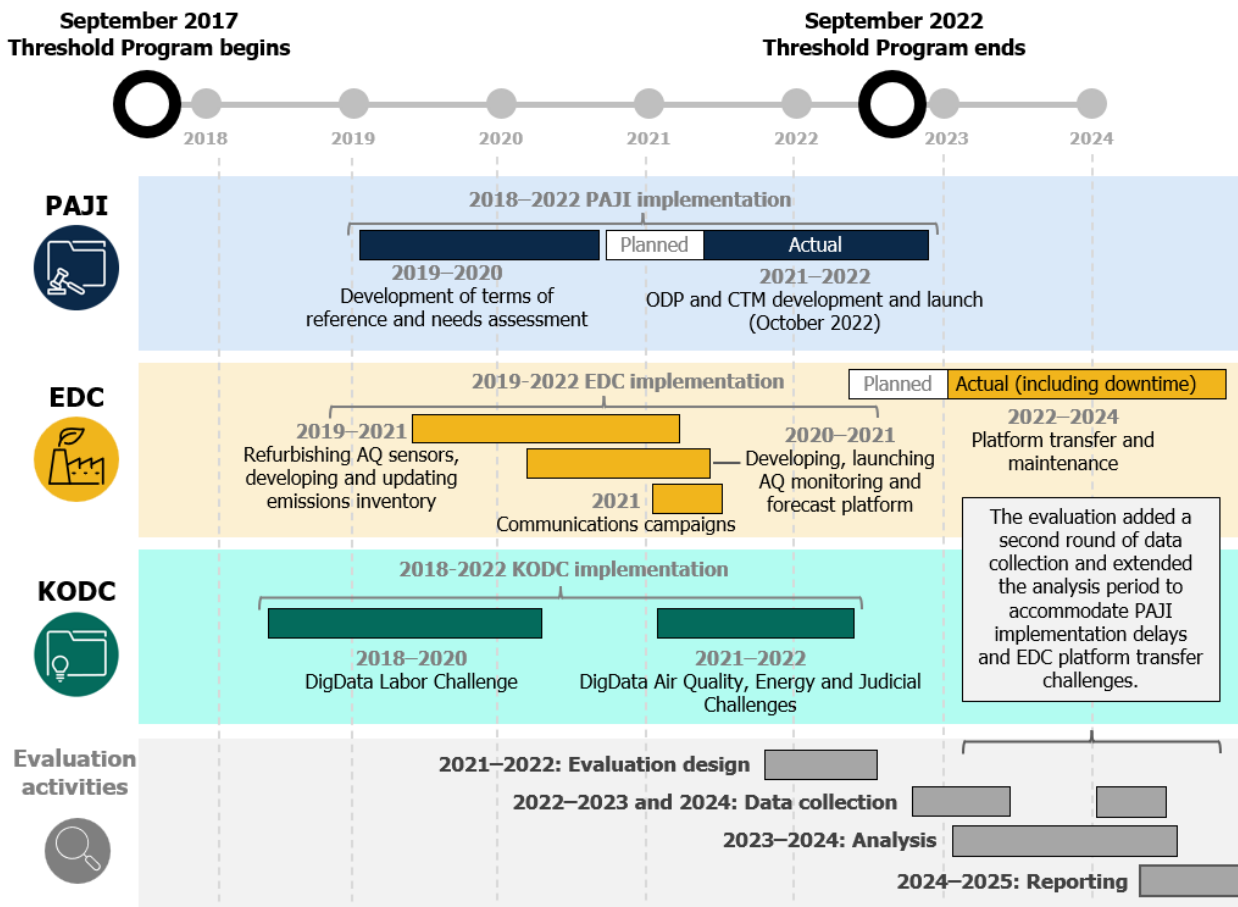 September 2017
Threshold Program begins
September 2022
Threshold Program ends
2018
2019
2020
2021
2022
2023
2024
PAJI
2018–2022 PAJI implementation
Planned
Actual
2019–2020
Development of terms of
reference and needs assessment
2021–2022
ODP and CTM development and launch
(October 2022)
EDC
2019-2022 EDC implementation
Planned
Actual (including downtime)
2019–2021
Refurbishing AQ sensors,
developing and updating
emissions inventory
2020–2021
Developing, launching
AQ monitoring and
forecast platform
2021
Communications campaigns
2022–2024
Platform transfer and
maintenance
The evaluation added a
second round of data
collection and extended
the analysis period to
accommodate PAJI
implementation delays
and EDC platform transfer
challenges.
KODC
2018-2022 KODC implementation
2018–2020
DigData Labor Challenge
2021–2022
DigData Air Quality, Energy and Judicial
Challenges
Evaluation
activities
2021–2022: Evaluation design
2022–2023 and 2024: Data collection
2023–2024: Analysis
2024–2025: Reporting